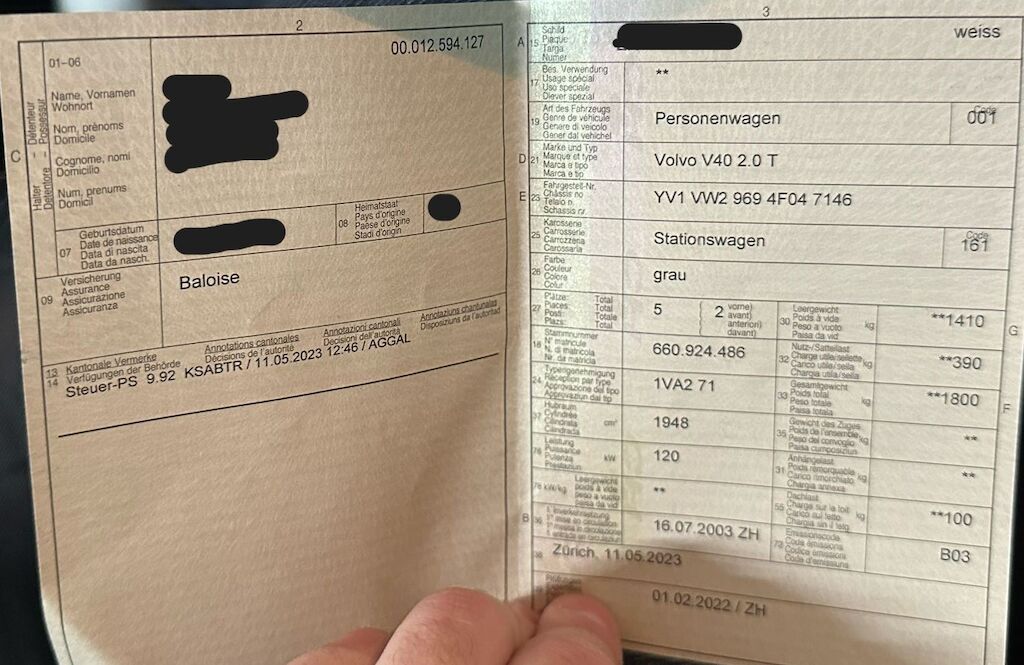 2
01-06
00.012.594.127
C
Halter – Détenteur
Detentore – Possessur
Name, Vornamen
Wohnort
Nom, prénoms
Domicile
Cognome, nomi
Domicilio
Num, prenums
Domicil
07
Geburtsdatum
Date de naissance
Data di nascita
Data da nasch.
08
Heimatstaat
Pays d'origine
Paese d'origine
Stadi d'origin
09
Versicherung
Assurance
Assicurazione
Assicuranza
Baloise
13
14
Kantonale Vermerke
Verfügungen der Behörde
Annotations cantonales
Décisions de l'autorité
Annotazioni cantonali
Decisioni dell'autorità
Annotaziuns chantunalas
Disposiziuns da l'autoritad
Steuer-PS 9.92 KSABTR / 11.05.2023 12:46 / AGGAL
3
A
15
Schild
Plaque
Targa
Numer
weiss
17
Bes. Verwendung
Usage spécial
Uso speciale
Diever spezial
**
19
Art des Fahrzeugs
Genre de véhicule
Genere di veicolo
Gener dal vehichel
Personenwagen
Code
001
D
21
Marke und Typ
Marque et type
Marca e tipo
Marca e tip
Volvo V40 2.0 T
E
23
Fahrgestell-Nr.
Châssis no
Telaio n.
Schassis nr.
YV1 VW2 969 4F04 7146
25
Karosserie
Carrosserie
Carrozzeria
Carossaria
Stationswagen
Code
161
26
Farbe
Couleur
Colore
Colur
grau
27
Plätze: Total
Places: Total
Posti: Totale
Plazs: Total
5
2
vorne)
avant)
anteriori)
davant)
30
Leergewicht
Poids à vide
Peso a vuoto
Paisa da vid
kg
**1410
G
18
Stammnummer
N° matricule
N. di matricola
Nr. da matricla
660.924.486
32
Nutz-/Sattellast
Charge utile/sellette
Carico utile/sella
Chargia utila/sella
kg
**390
24
Typengenehmigung
Réception par type
Approvazione del tipo
Approvaziun dal tip
1VA2 71
33
Gesamtgewicht
Poids total
Peso totale
Paisa totala
kg
**1800
F
37
Hubraum
Cylindrée
Cilindrata
Cilindrada
cm³
1948
35
Gewicht des Zuges
Poids de l'ensemble
Peso del convoglio
Paisa cumposiziun
kg
**
76
Leistung
Puissance
Potenza
Prestaziun
kW
120
31
Anhängelast
Poids remorquable
Carico rimorchiato
Chargia annexa
kg
**
78
kW/kg
Leergewicht
poids à vide
peso a vuoto
paisa da vid
**
55
Dachlast
Charge sur le toit
Carico sul tetto
Chargia sin il tetg
kg
**100
B
36
1. Inverkehrsetzung
1re mise en circulation
1a messa in circolazione
1. entrada en circulaziun
16.07.2003 ZH
72
Emissionscode
Code émissions
Codice emissioni
Code d'emissiuns
B03
38
Zürich, 11.05.2023
01.02.2022 / ZH